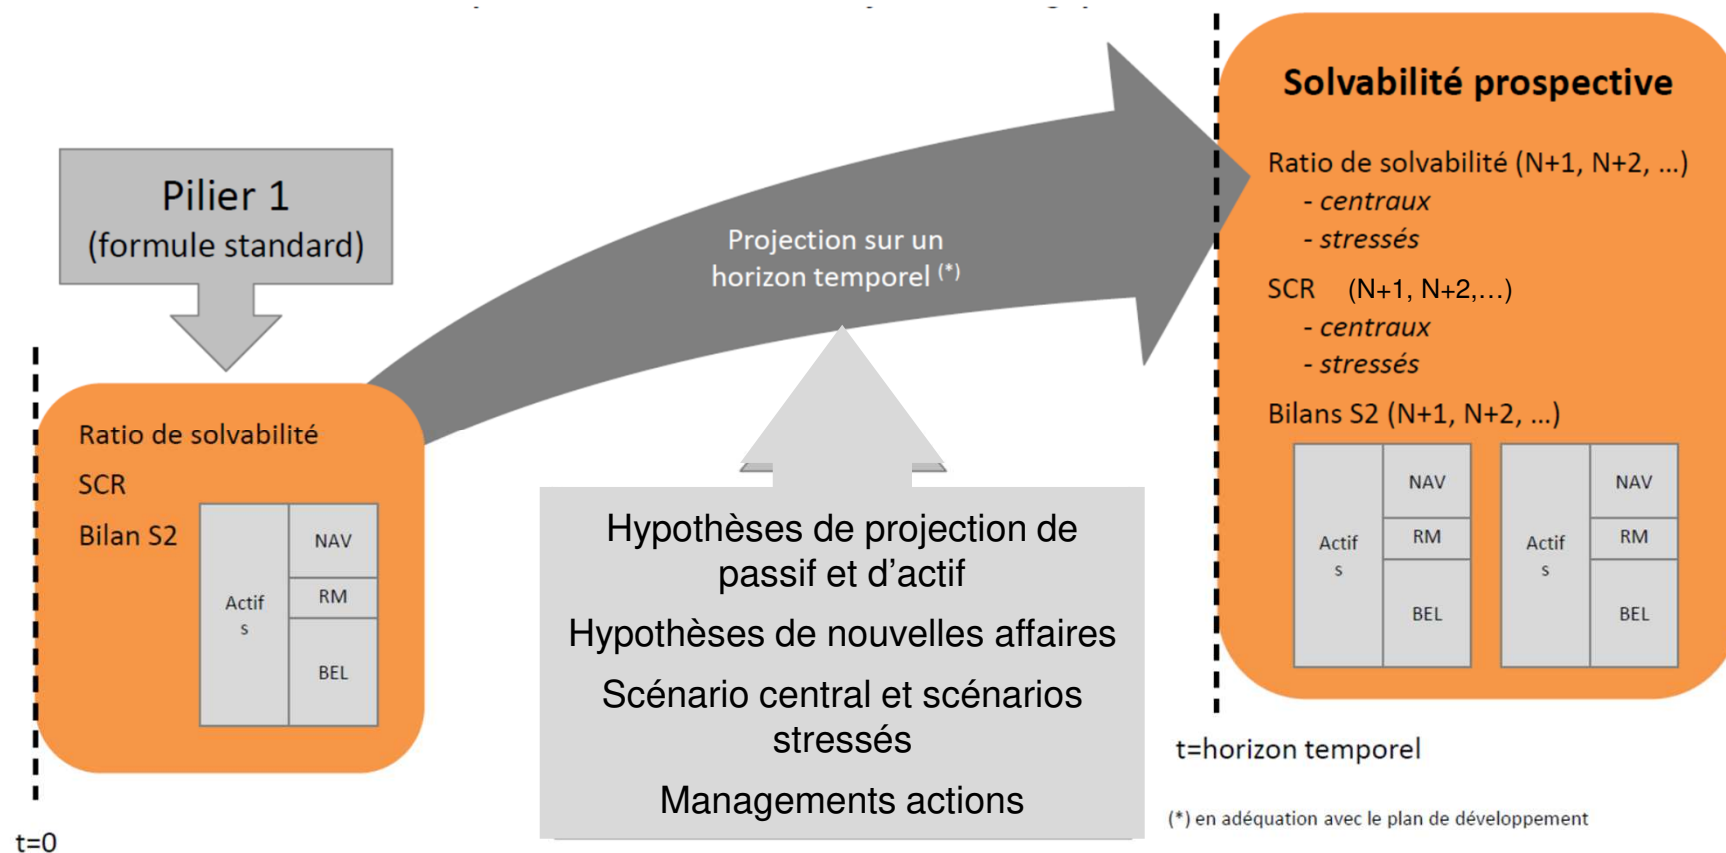 Pilier 1
(formule standard)
Ratio de solvabilité
SCR
Bilan S2
Actif
s
NAV
RM
BEL
t=0
Projection sur un
horizon temporel (*)
Hypothèses de projection de
passif et d'actif
Hypothèses de nouvelles affaires
Scénario central et scénarios
stressés
Managements actions
Solvabilité prospective
Ratio de solvabilité (N+1, N+2, ...)
- centraux
- stressés
SCR (N+1, N+2,...)
- centraux
- stressés
Bilans S2 (N+1, N+2, ...)
Actif
s
NAV
RM
BEL
Actif
s
NAV
RM
BEL
t=horizon temporel
(*) en adéquation avec le plan de développement